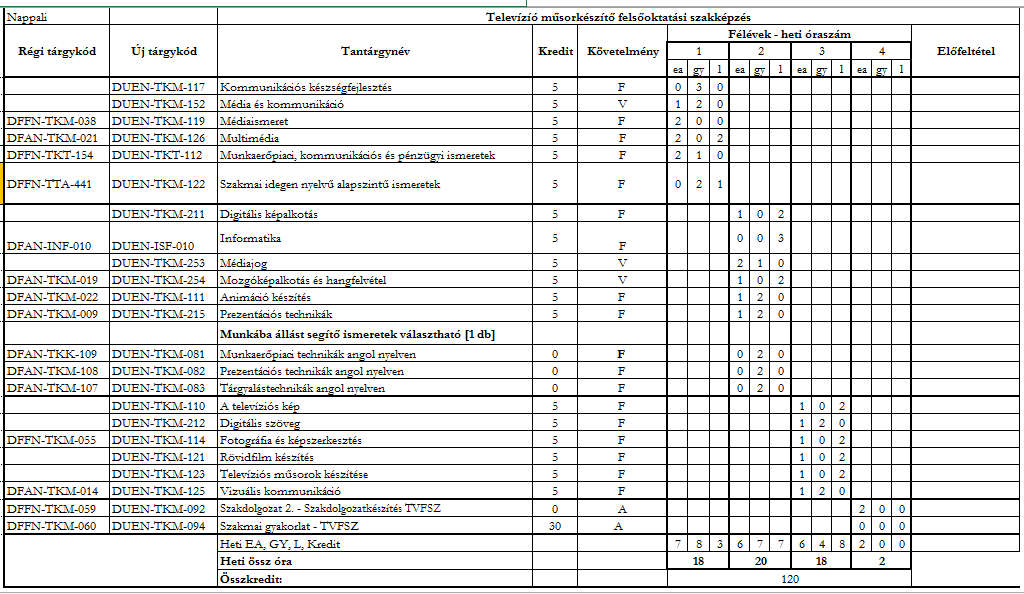 Nappali Televízíó műsorkészítő felsőoktatási szakképzés
Régi tárgykód Új tárgykód Tantárgynév Kredit Követelmény Félévek - heti óraszám Előfeltétel
1 2 3 4
ea gy l ea gy l ea gy l ea gy l
DUEN-TKM-117 Kommunikációs készségfejlesztés 5 F 0 3 0
DUEN-TKM-152 Média és kommunikáció 5 V 1 2 0
DFFN-TKM-038 DUEN-TKM-119 Médiaismeret 5 F 2 0 0
DFAN-TKM-021 DUEN-TKM-126 Multimédia 5 F 2 0 2
DFFN-TKT-154 DUEN-TKT-112 Munkaerőpiaci, kommunikációs és pénzügyi ismeretek 5 F 2 1 0
DFFN-TTA-441 DUEN-TKM-122 Szakmai idegen nyelvű alapszintű ismeretek 5 F 0 2 1
DUEN-TKM-211 Digitális képalkotás 5 F 1 0 2
DFAN-INF-010 DUEN-ISF-010 Informatika 5 F 0 0 3
DUEN-TKM-253 Médiajog 5 V 2 1 0
DFAN-TKM-019 DUEN-TKM-254 Mozgóképalkotás és hangfelvétel 5 V 1 0 2
DFAN-TKM-022 DUEN-TKM-111 Animáció készítés 5 F 1 2 0
DFAN-TKM-009 DUEN-TKM-215 Prezentációs technikák 5 F 1 2 0
Munkába állást segítő ismeretek választható [1 db]
DFAN-TKK-109 DUEN-TKM-081 Munkaerőpiaci technikák angol nyelven 0 F 0 2 0
DFAN-TKM-108 DUEN-TKM-082 Prezentációs technikák angol nyelven 0 F 0 2 0
DFAN-TKM-107 DUEN-TKM-083 Tárgyalástechnikák angol nyelven 0 F 0 2 0
DUEN-TKM-110 A televíziós kép 5 F 1 0 2
DUEN-TKM-212 Digitális szöveg 5 F 1 2 0
DFFN-TKM-055 DUEN-TKM-114 Fotográfia és képszerkesztés 5 F 1 0 2
DUEN-TKM-121 Rövidfilm készítés 5 F 1 0 2
DUEN-TKM-123 Televíziós műsorok készítése 5 F 1 0 2
DFAN-TKM-014 DUEN-TKM-125 Vizuális kommunikáció 5 F 1 2 0
DFFN-TKM-059 DUEN-TKM-092 Szakdolgozat 2. - Szakdolgozatkészítés TVFSZ 0 A 2 0 0
DFFN-TKM-060 DUEN-TKM-094 Szakmai gyakorlat - TVFSZ 30 A 0 0 0
Heti EA, GY, L, Kredit 7 8 3 6 7 7 6 4 8 2 0 0
Heti össz óra 18 20 18 2
Összkredit: 120